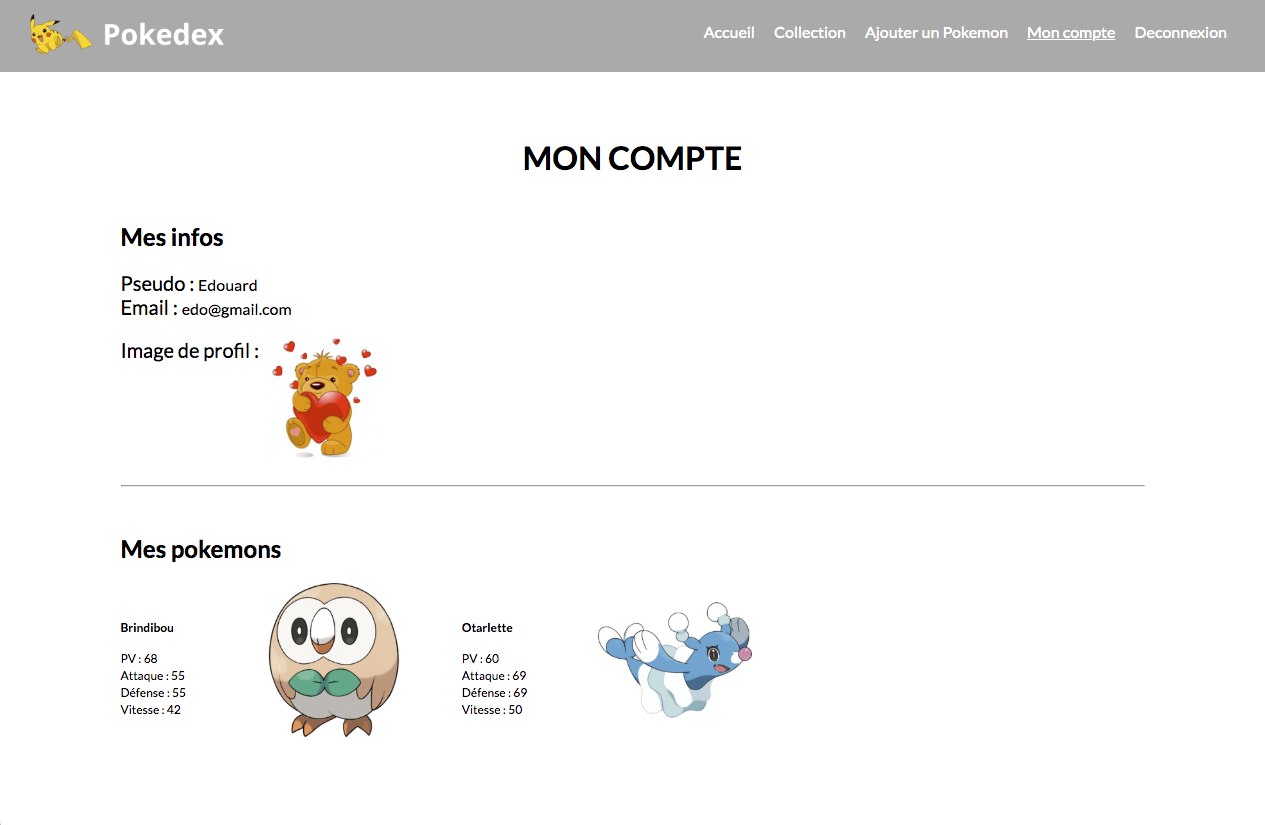 Pokedex
Accueil Collection Ajouter un Pokemon Mon compte Deconnexion
MON COMPTE
Mes infos
Pseudo : Edouard
Email : edo@gmail.com
Image de profil :
Mes pokemons
Brindibou
PV : 68
Attaque : 55
Défense : 55
Vitesse : 42
Otarlette
PV : 60
Attaque : 69
Défense : 69
Vitesse : 50